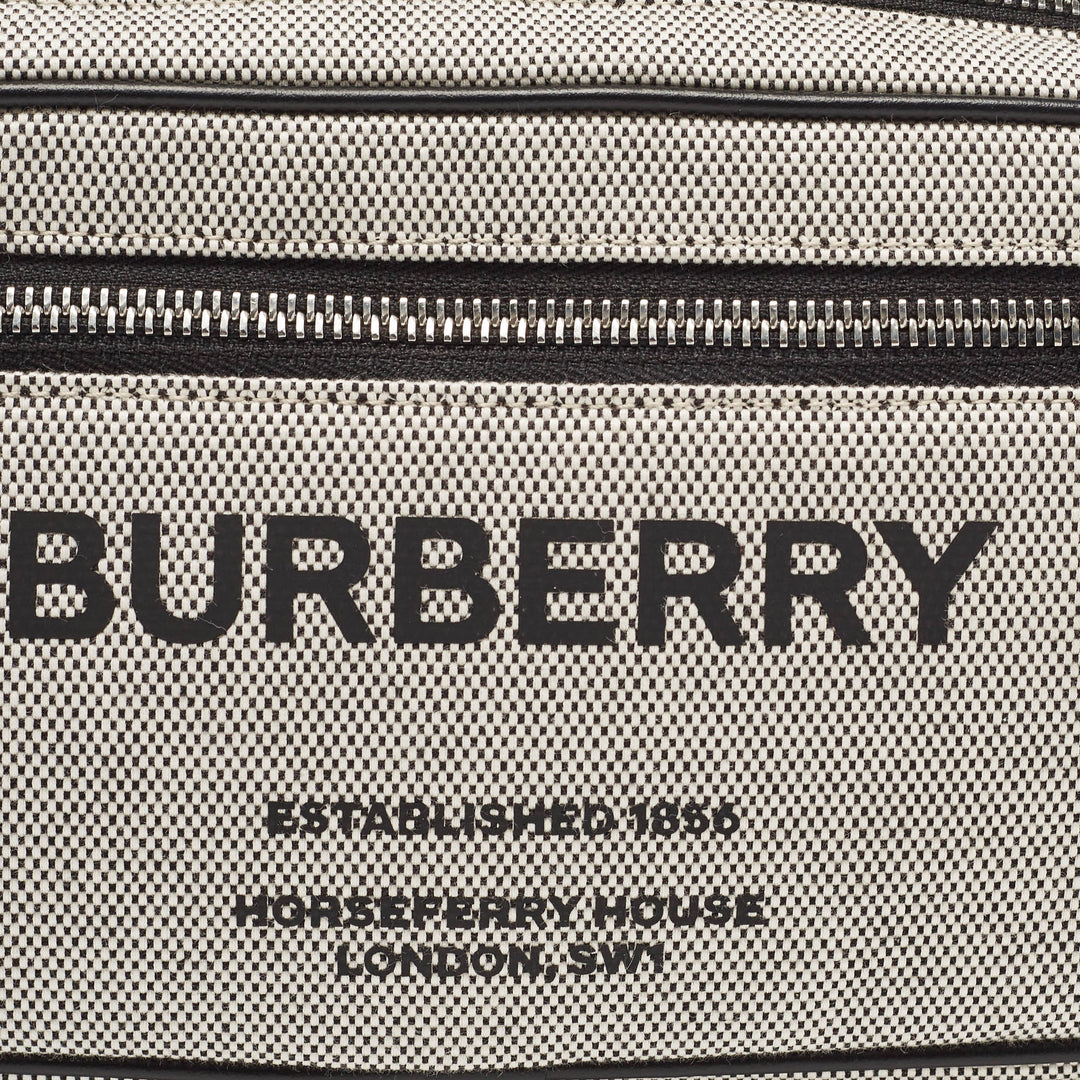 BURBERRY
ESTABLISHED 1856
HORSEFERRY HOUSE
LONDON, SW1